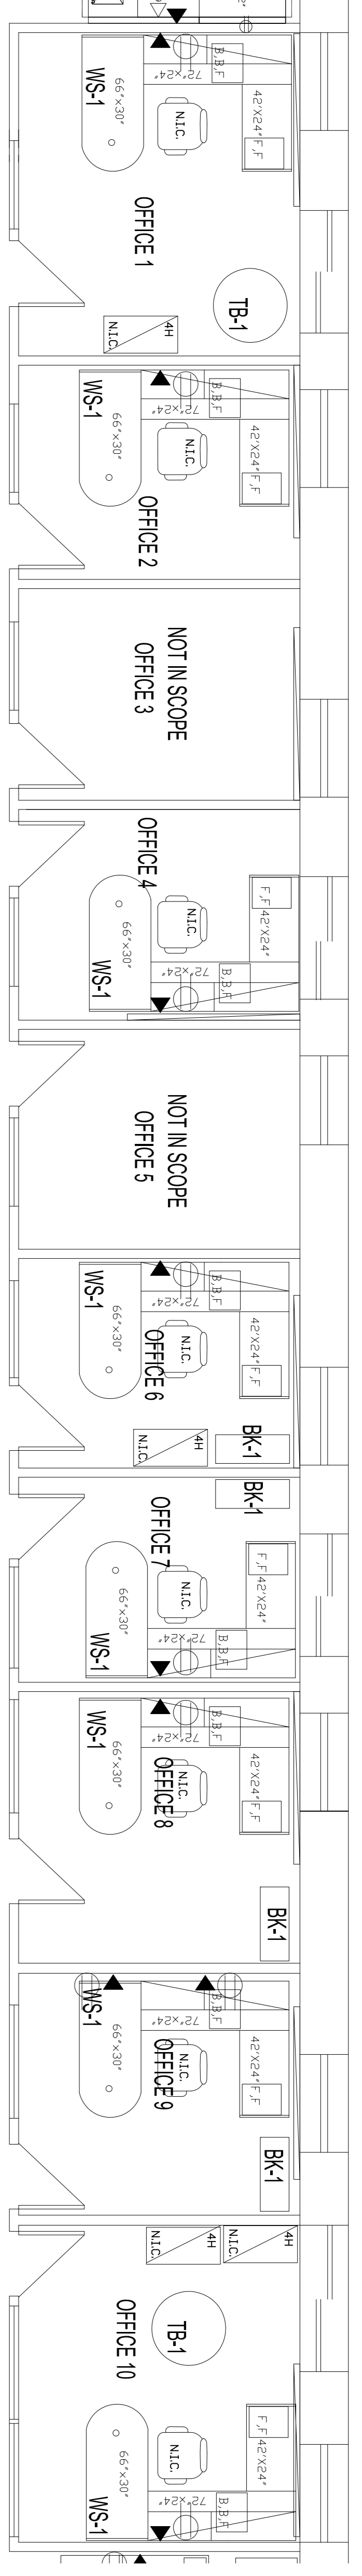 B,B,F
72"x24"
42'X24"
F,F
WS-1
66"x30"
N.I.C.
OFFICE 1
TB-1
4H
N.I.C.
B,B,F
72"x24"
42'X24"
F,F
WS-1
66"x30"
N.I.C.
OFFICE 2
NOT IN SCOPE
OFFICE 3
OFFICE 4
F,F
42'X24"
N.I.C.
66"x30"
WS-1
72"x24"
B,B,F
NOT IN SCOPE
OFFICE 5
B,B,F
72"x24"
42'X24"
F,F
WS-1
66"x30"
N.I.C.
OFFICE 6
4H
N.I.C.
BK-1
BK-1
OFFICE 7
F,F
42'X24"
N.I.C.
66"x30"
WS-1
72"x24"
B,B,F
B,B,F
72"x24"
42'X24"
F,F
WS-1
66"x30"
N.I.C.
OFFICE 8
BK-1
B,B,F
72"x24"
42'X24"
F,F
WS-1
66"x30"
N.I.C.
OFFICE 9
BK-1
4H
N.I.C.
4H
N.I.C.
TB-1
OFFICE 10
F,F
42'X24"
N.I.C.
66"x30"
WS-1
72"x24"
B,B,F